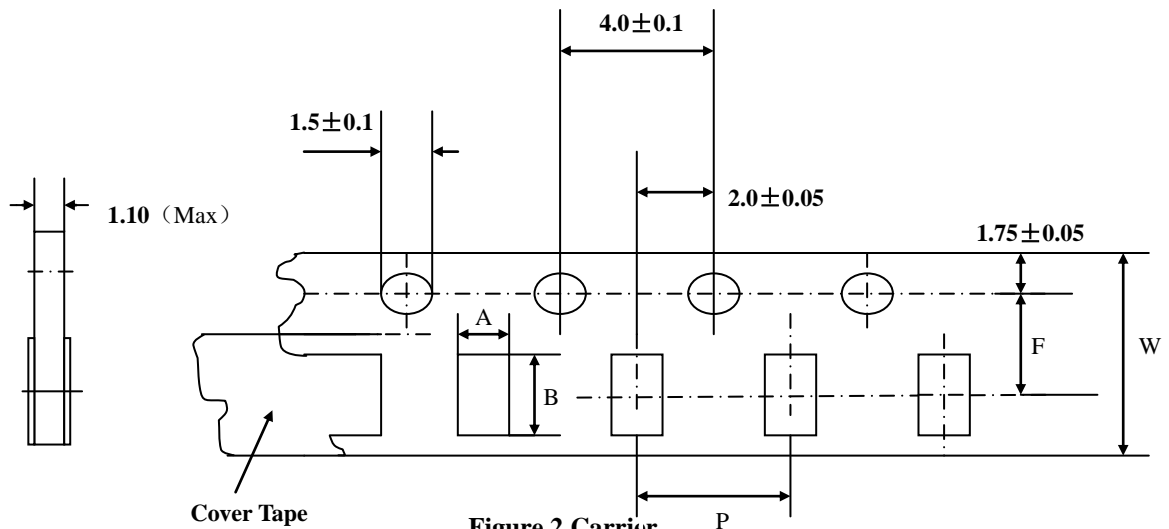 4.0±0.1
1.5±0.1
1.10（Max）
2.0±0.05
1.75±0.05
A
F
W
B
Cover Tape
Figure 2 Carrier
P